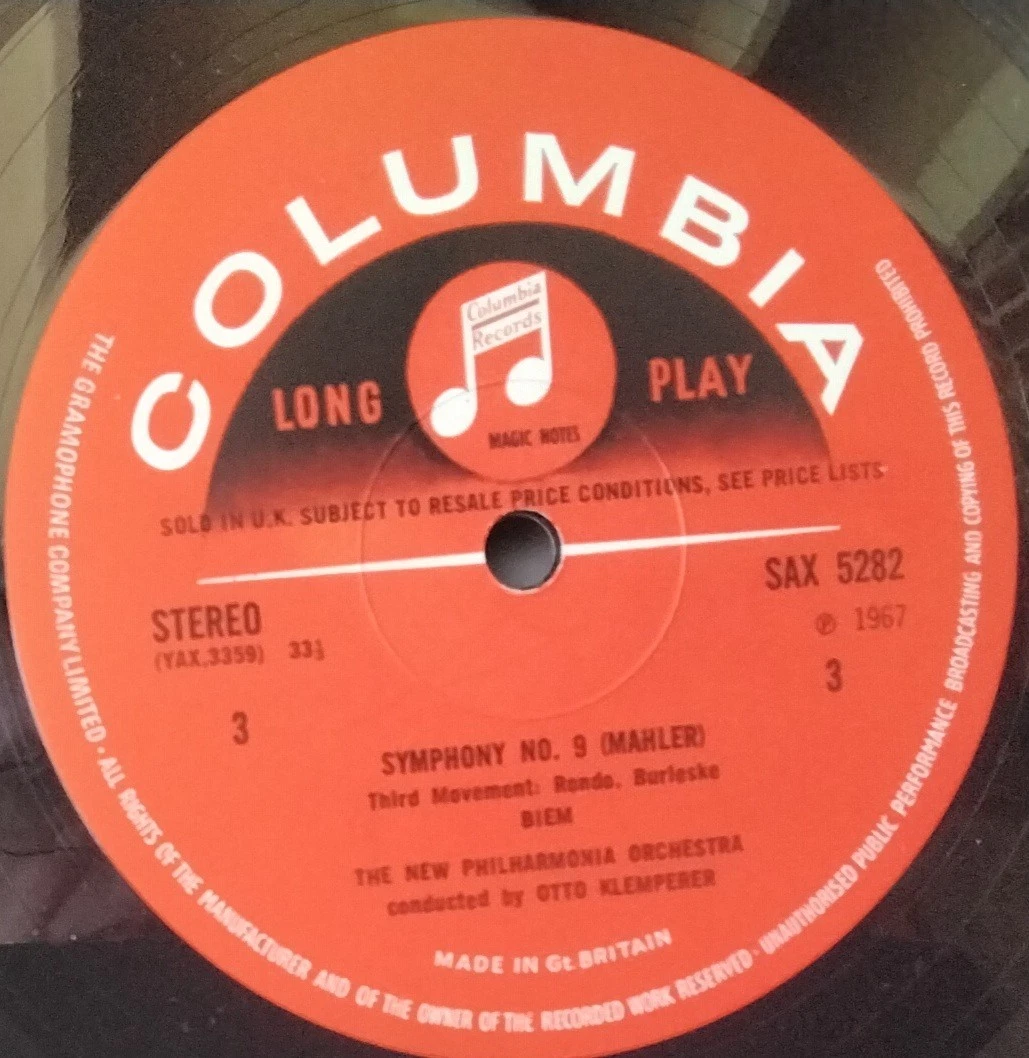 COLUMBIA
Columbia
Records
LONG PLAY
MAGIC NOTES
SOLD IN U.K. SUBJECT TO RESALE PRICE CONDITIONS, SEE PRICE LISTS
STEREO
SAX 5282
(YAX.3359) 33⅓
℗ 1967
3
3
SYMPHONY NO. 9 (MAHLER)
Third Movement: Rondo. Burleske
BIEM
THE NEW PHILHARMONIA ORCHESTRA
conducted by OTTO KLEMPERER
MADE IN Gt. BRITAIN
THE GRAMOPHONE COMPANY LIMITED · ALL RIGHTS OF THE MANUFACTURER AND OF THE OWNER OF THE RECORDED WORK RESERVED · UNAUTHORISED PUBLIC PERFORMANCE BROADCASTING AND COPYING OF THIS RECORD PROHIBITED